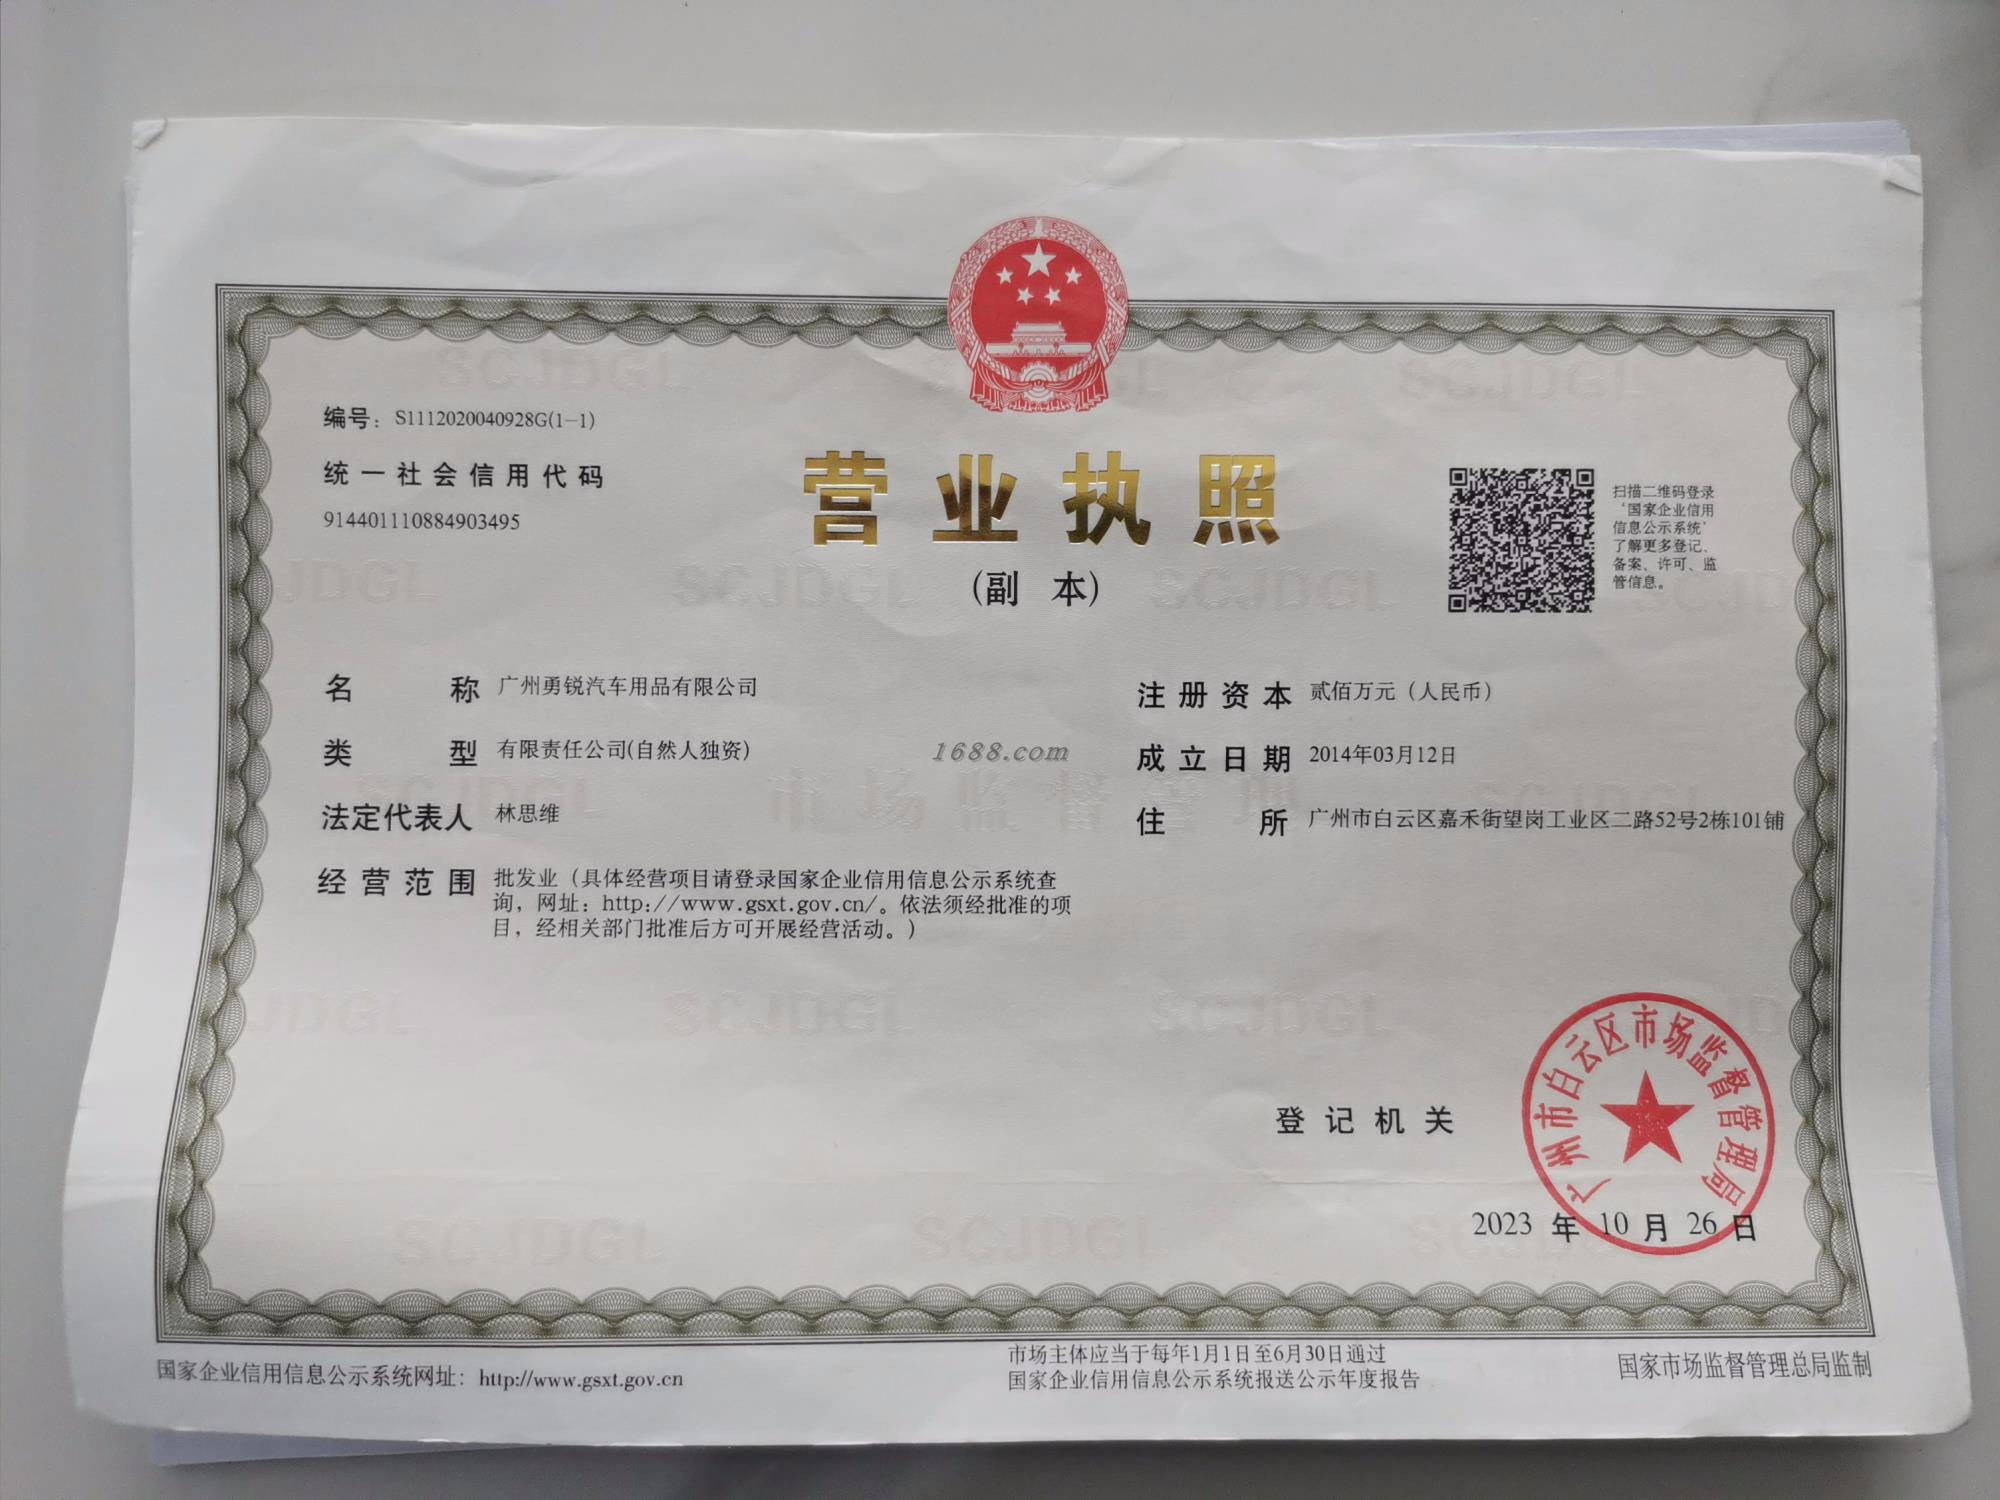 编号：S1112020040928G(1-1)
统一社会信用代码
914401110884903495
营业执照
(副 本)
扫描二维码登录
‘国家企业信用
信息公示系统’
了解更多登记、
备案、许可、监
管信息。
名 称 广州勇锐汽车用品有限公司
类 型 有限责任公司(自然人独资)
法定代表人 林思维
经营范围 批发业（具体经营项目请登录国家企业信用信息公示系统查
询，网址：http://www.gsxt.gov.cn/。依法须经批准的项
目，经相关部门批准后方可开展经营活动。）
1688.com
注册资本 贰佰万元（人民币）
成立日期 2014年03月12日
住 所 广州市白云区嘉禾街望岗工业区二路52号2栋101铺
SCJDGL
市场监督管理
登记机关
广州市白云区市场监督管理局
2023 年 10 月 26 日
国家企业信用信息公示系统网址：http://www.gsxt.gov.cn
市场主体应当于每年1月1日至6月30日通过
国家企业信用信息公示系统报送公示年度报告
国家市场监督管理总局监制